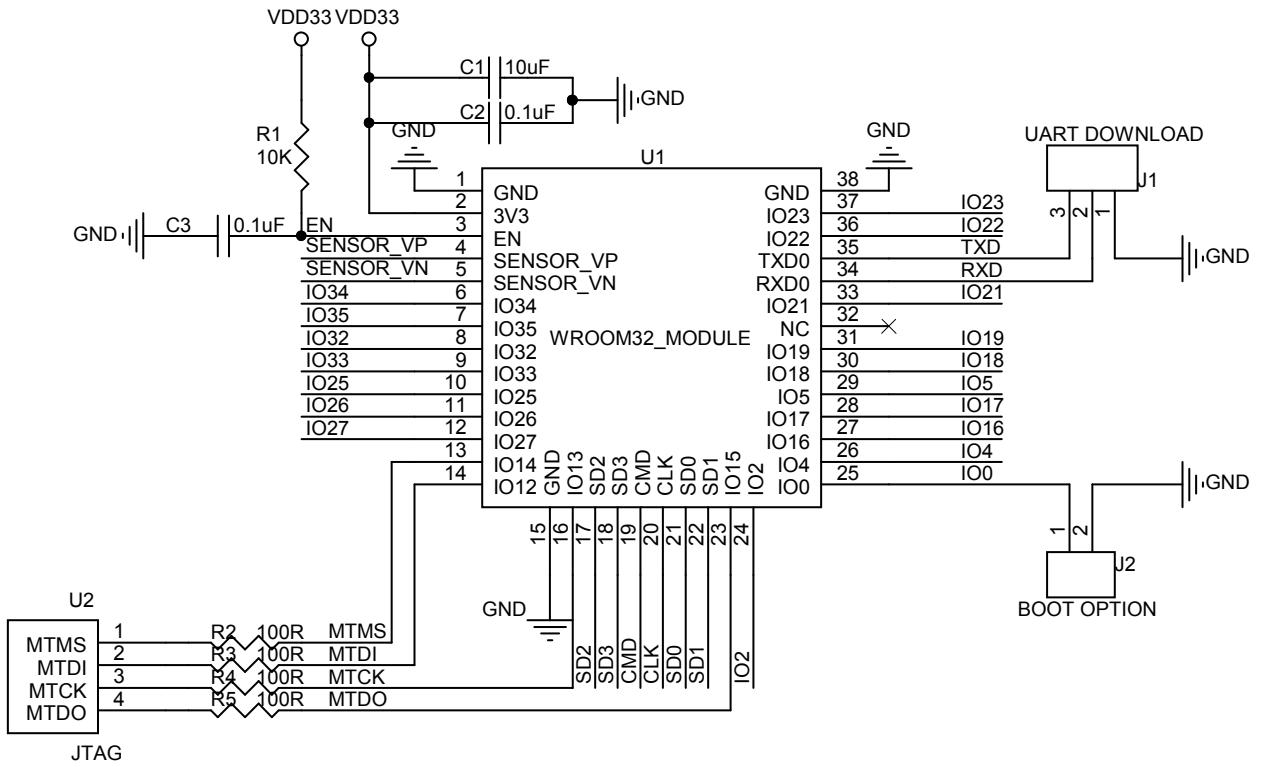 VDD33 VDD33
C1 10uF
GND
C2 0.1uF
R1
10K
GND
GND
UART DOWNLOAD
J1
3 2 1
GND
U1
WROOM32_MODULE
GND C3 0.1uF EN
SENSOR_VP
SENSOR_VN
IO34
IO35
IO32
IO33
IO25
IO26
IO27
1 GND
2 3V3
3 EN
4 SENSOR_VP
5 SENSOR_VN
6 IO34
7 IO35
8 IO32
9 IO33
10 IO25
11 IO26
12 IO27
13 IO14
14 IO12
GND 38
IO23 37 IO23
IO22 36 IO22
TXD0 35 TXD
RXD0 34 RXD
IO21 33 IO21
NC 32
IO19 31 IO19
IO18 30 IO18
IO5 29 IO5
IO17 28 IO17
IO16 27 IO16
IO4 26 IO4
IO0 25 IO0
GND IO13 SD2 SD3 CMD CLK SD0 SD1 IO15 IO2
15 16 17 18 19 20 21 22 23 24
GND
SD2 SD3 CMD CLK SD0 SD1 IO2
GND
1 2
J2
BOOT OPTION
U2
MTMS 1 R2 100R MTMS
MTDI 2 R3 100R MTDI
MTCK 3 R4 100R MTCK
MTDO 4 R5 100R MTDO
JTAG